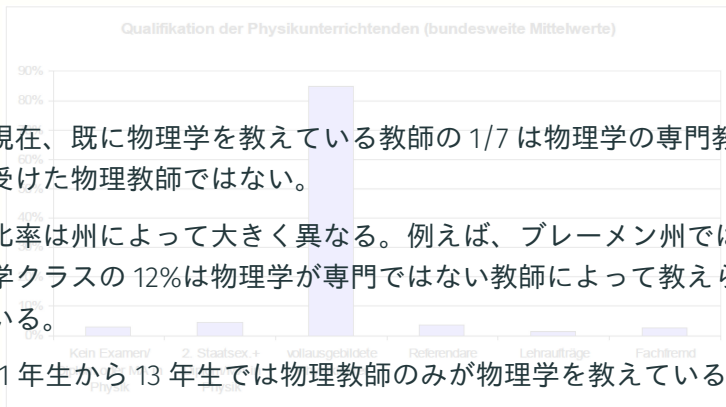 Qualifikation der Physikunterrichtenden (bundesweite Mittelwerte)
90%
80%
現在、既に物理学を教えている教師の 1/7 は物理学の専門教
60%
受けた物理教師ではない。
40%
比率は州によって大きく異なる。例えば、ブレーメン州では
学クラスの 12%は物理学が専門ではない教師によって教えら
10%
いる。
0%
Kein Examen/
2. Staatsex.+
vollausgebildete
Referendare
Lehraufträge
Fachfremd
Physik
Physik
1 年生から 13 年生では物理教師のみが物理学を教えている